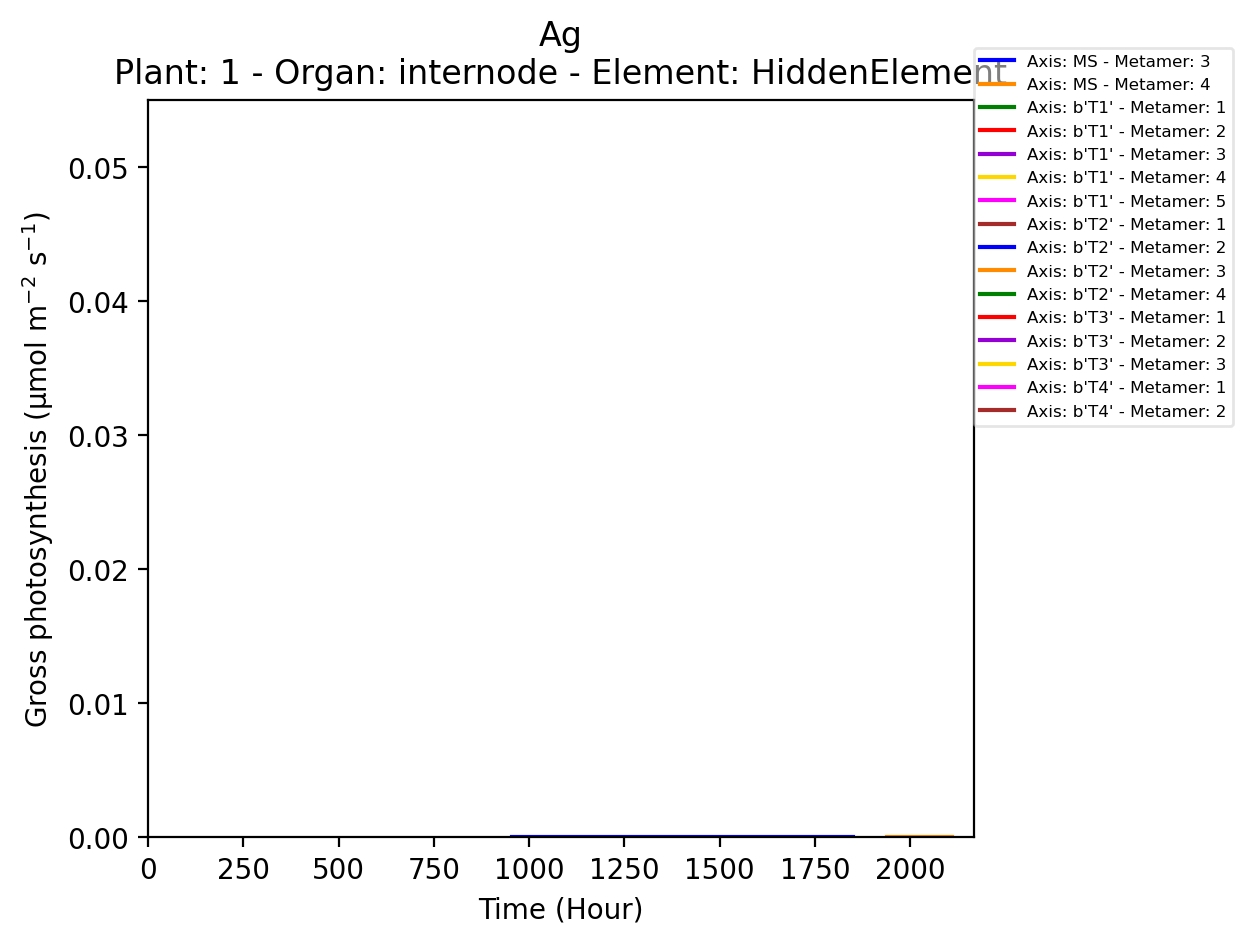 Ag
Plant: 1 - Organ: internode - Element: HiddenElement
Axis: MS - Metamer: 3
Axis: MS - Metamer: 4
Axis: b'T1' - Metamer: 1
Axis: b'T1' - Metamer: 2
Axis: b'T1' - Metamer: 3
Axis: b'T1' - Metamer: 4
Axis: b'T1' - Metamer: 5
Axis: b'T2' - Metamer: 1
Axis: b'T2' - Metamer: 2
Axis: b'T2' - Metamer: 3
Axis: b'T2' - Metamer: 4
Axis: b'T3' - Metamer: 1
Axis: b'T3' - Metamer: 2
Axis: b'T3' - Metamer: 3
Axis: b'T4' - Metamer: 1
Axis: b'T4' - Metamer: 2
Gross photosynthesis (µmol m⁻² s⁻¹)
0.05
0.04
0.03
0.02
0.01
0.00
0 250 500 750 1000 1250 1500 1750 2000
Time (Hour)